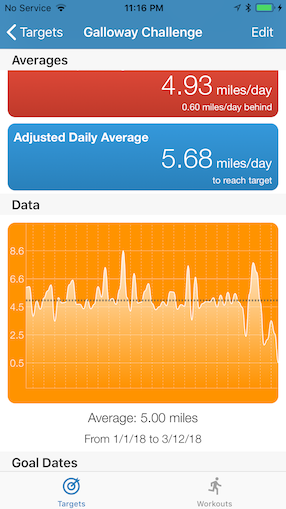 No Service 11:16 PM
Targets Galloway Challenge Edit
Averages
4.93 miles/day
0.60 miles/day behind
Adjusted Daily Average
5.68 miles/day
to reach target
Data
8.6
6.6
4.5
2.5
0.5
Average: 5.00 miles
From 1/1/18 to 3/12/18
Goal Dates
Targets Workouts